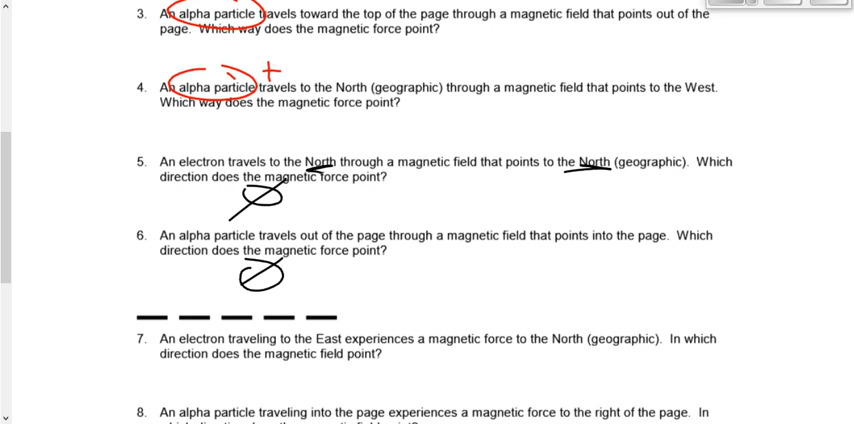 3. An alpha particle travels toward the top of the page through a magnetic field that points out of the
page. Which way does the magnetic force point?
+
4. An alpha particle travels to the North (geographic) through a magnetic field that points to the West.
Which way does the magnetic force point?
5. An electron travels to the North through a magnetic field that points to the North (geographic). Which
direction does the magnetic force point?
Ø
6. An alpha particle travels out of the page through a magnetic field that points into the page. Which
direction does the magnetic force point?
Ø
7. An electron traveling to the East experiences a magnetic force to the North (geographic). In which
direction does the magnetic field point?
8. An alpha particle traveling into the page experiences a magnetic force to the right of the page. In